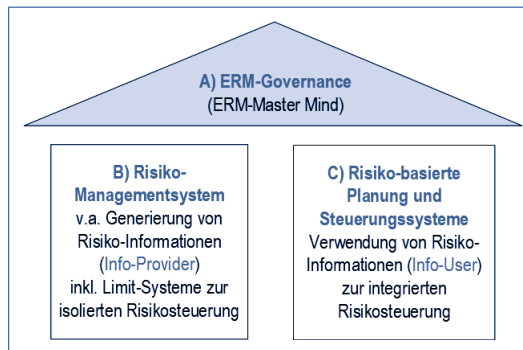 A) ERM-Governance
(ERM-Master Mind)
B) Risiko-
Managementsystem
v.a. Generierung von
Risiko-Informationen
(Info-Provider)
inkl. Limit-Systeme zur
isolierten Risikosteuerung
C) Risiko-basierte
Planung und
Steuerungssysteme
Verwendung von Risiko-
Informationen (Info-User)
zur integrierten
Risikosteuerung